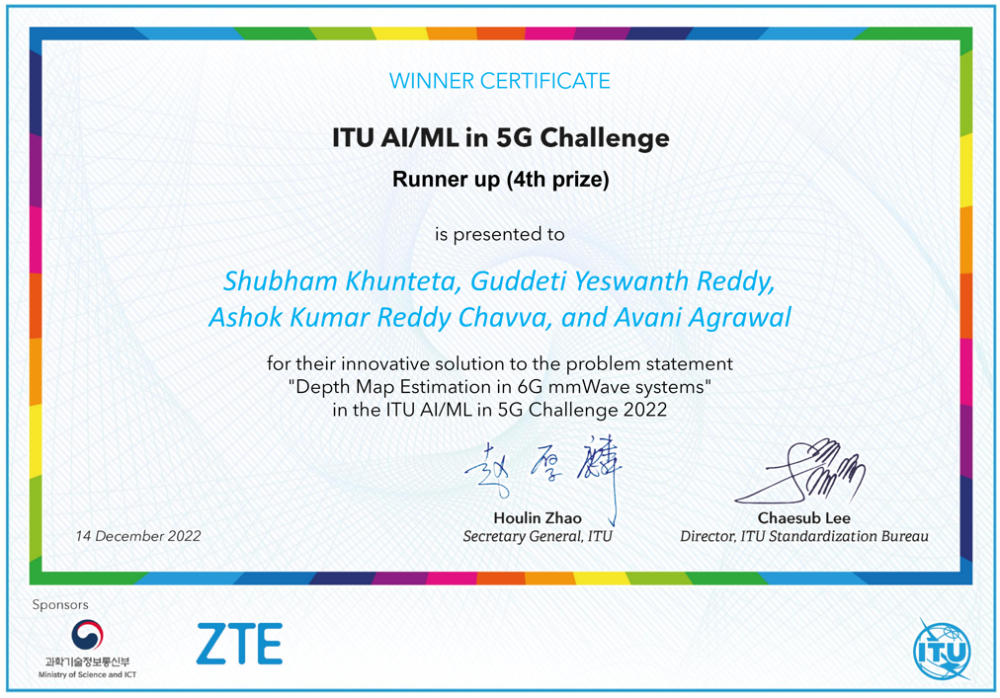 WINNER CERTIFICATE
ITU AI/ML in 5G Challenge
Runner up (4th prize)
is presented to
Shubham Khunteta, Guddeti Yeswanth Reddy,
Ashok Kumar Reddy Chavva, and Avani Agrawal
for their innovative solution to the problem statement
"Depth Map Estimation in 6G mmWave systems"
in the ITU AI/ML in 5G Challenge 2022
赵厚麟
Houlin Zhao
Secretary General, ITU
Chaesub Lee
Director, ITU Standardization Bureau
14 December 2022
Sponsors
과학기술정보통신부
Ministry of Science and ICT
ZTE
ITU